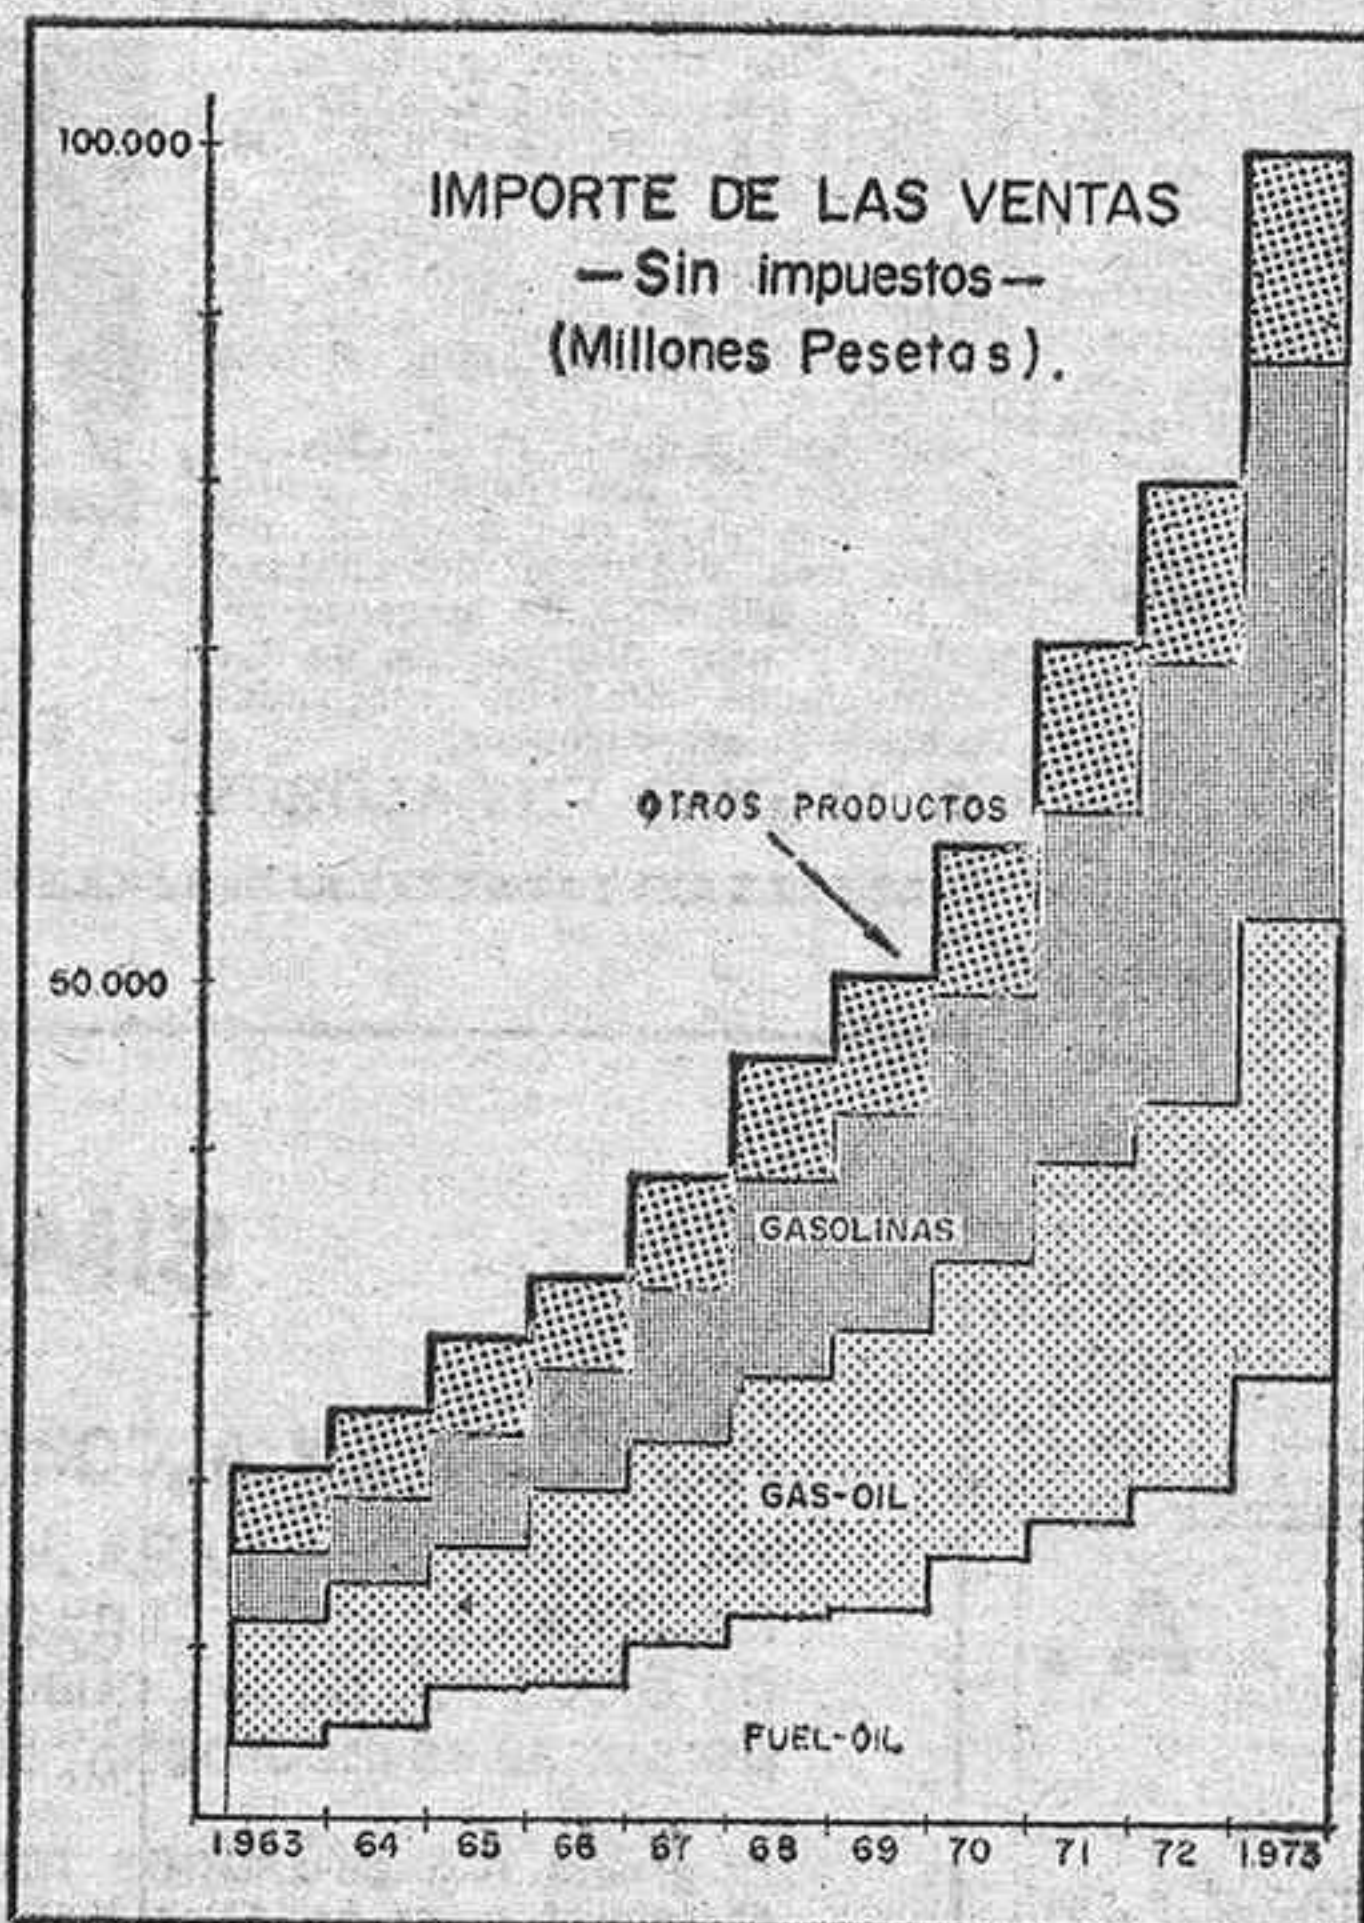 100.000
IMPORTE DE LAS VENTAS
—Sin impuestos—
(Millones Pesetas).
OTROS PRODUCTOS
50.000
GASOLINAS
GAS-OIL
FUEL-OIL
1.963 64 65 66 67 68 69 70 71 72 1.973